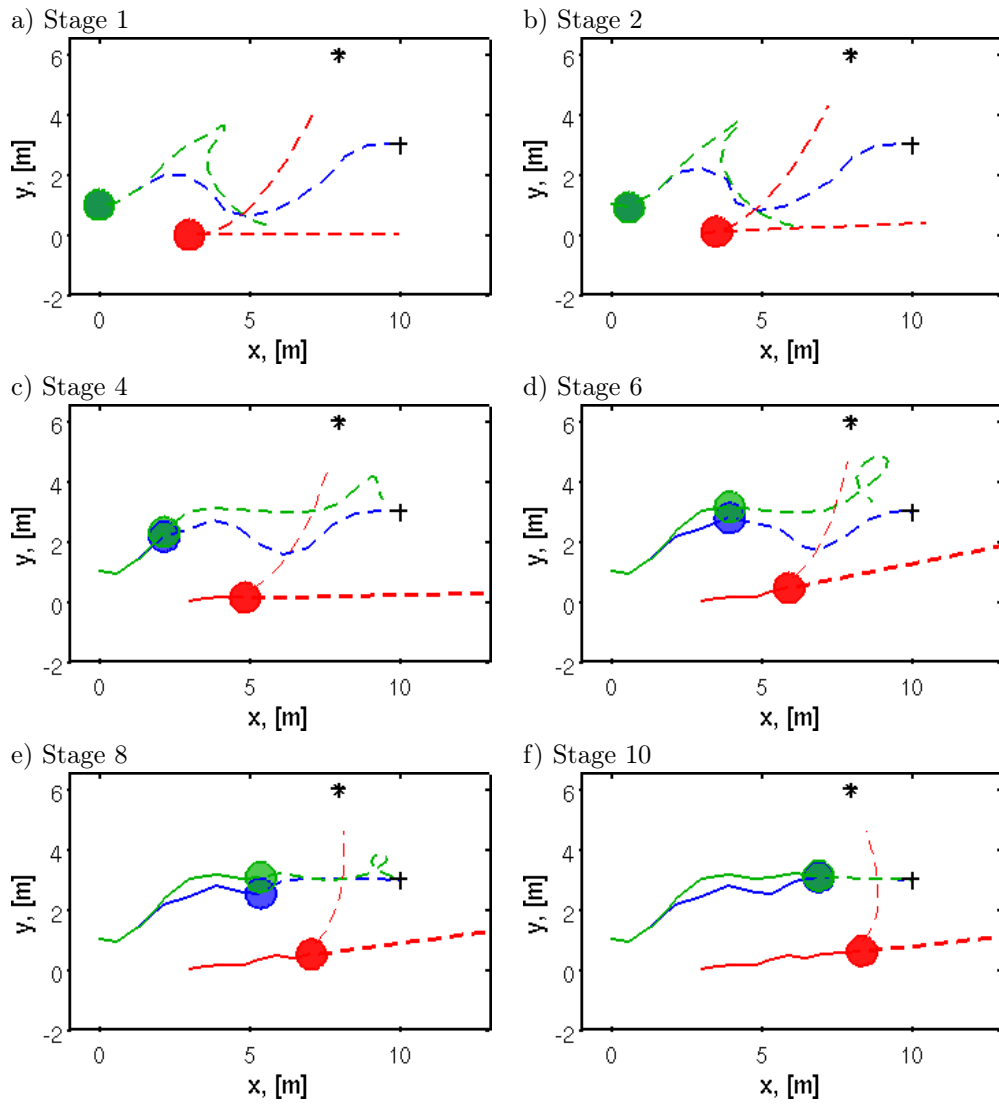 a) Stage 1
6
4
2
0
-2
y, [m]
0 5 10
x, [m]
b) Stage 2
6
4
2
0
-2
y, [m]
0 5 10
x, [m]
c) Stage 4
6
4
2
0
-2
y, [m]
0 5 10
x, [m]
d) Stage 6
6
4
2
0
-2
y, [m]
0 5 10
x, [m]
e) Stage 8
6
4
2
0
-2
y, [m]
0 5 10
x, [m]
f) Stage 10
6
4
2
0
-2
y, [m]
0 5 10
x, [m]